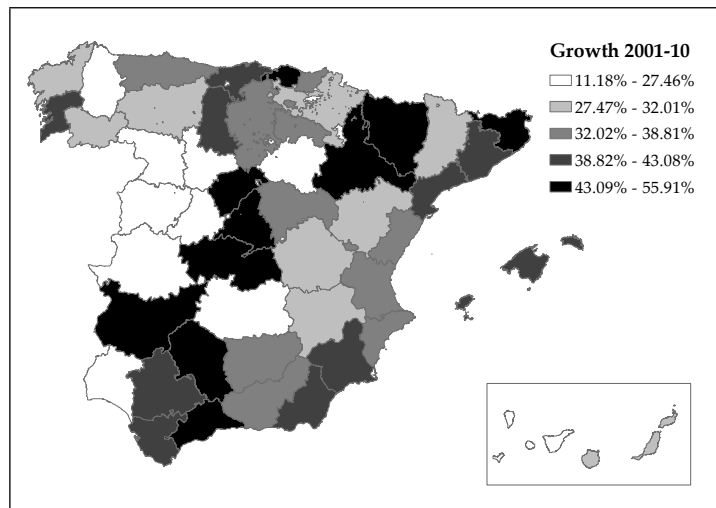 Growth 2001-10
11.18% - 27.46%
27.47% - 32.01%
32.02% - 38.81%
38.82% - 43.08%
43.09% - 55.91%